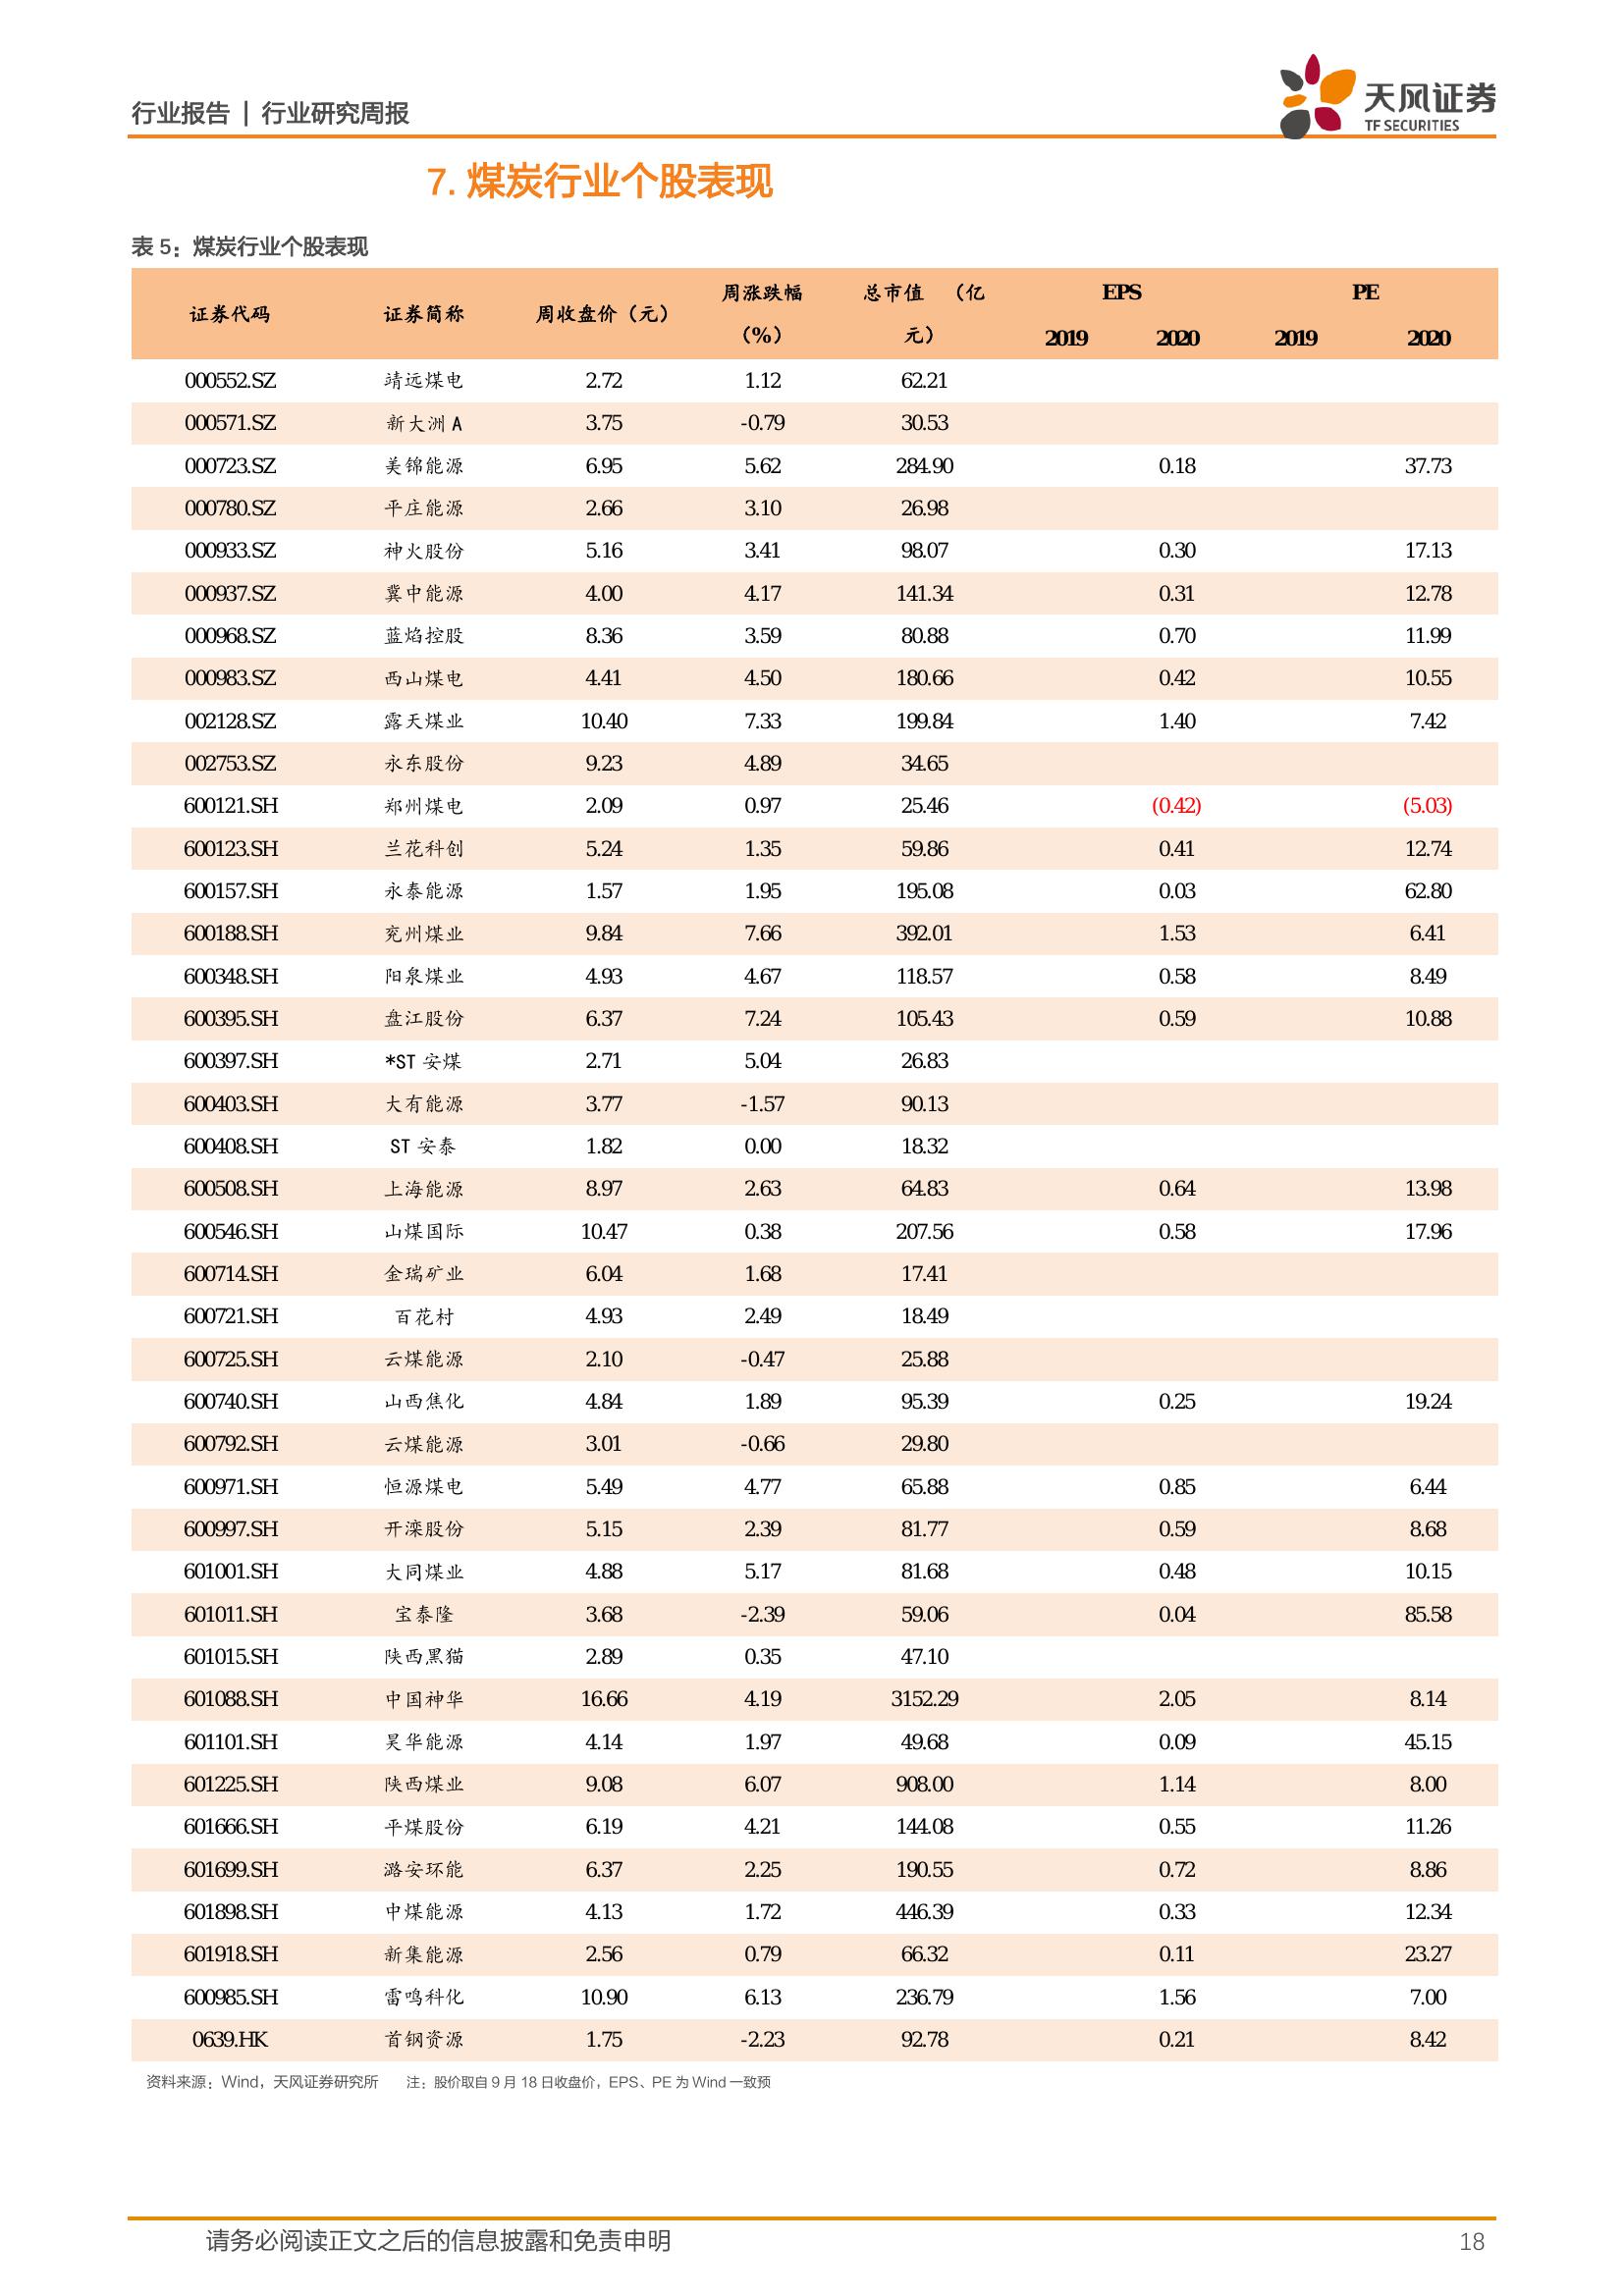 行业报告 | 行业研究周报
天风证券
TF SECURITIES
7. 煤炭行业个股表现
表 5：煤炭行业个股表现
证券代码 证券简称 周收盘价（元） 周涨跌幅（%） 总市值 （亿元） EPS PE
2019 2020 2019 2020
000552.SZ 靖远煤电 2.72 1.12 62.21
000571.SZ 新大洲 A 3.75 -0.79 30.53
000723.SZ 美锦能源 6.95 5.62 284.90 0.18 37.73
000780.SZ 平庄能源 2.66 3.10 26.98
000933.SZ 神火股份 5.16 3.41 98.07 0.30 17.13
000937.SZ 冀中能源 4.00 4.17 141.34 0.31 12.78
000968.SZ 蓝焰控股 8.36 3.59 80.88 0.70 11.99
000983.SZ 西山煤电 4.41 4.50 180.66 0.42 10.55
002128.SZ 露天煤业 10.40 7.33 199.84 1.40 7.42
002753.SZ 永东股份 9.23 4.89 34.65
600121.SH 郑州煤电 2.09 0.97 25.46 (0.42) (5.03)
600123.SH 兰花科创 5.24 1.35 59.86 0.41 12.74
600157.SH 永泰能源 1.57 1.95 195.08 0.03 62.80
600188.SH 兖州煤业 9.84 7.66 392.01 1.53 6.41
600348.SH 阳泉煤业 4.93 4.67 118.57 0.58 8.49
600395.SH 盘江股份 6.37 7.24 105.43 0.59 10.88
600397.SH *ST 安煤 2.71 5.04 26.83
600403.SH 大有能源 3.77 -1.57 90.13
600408.SH ST 安泰 1.82 0.00 18.32
600508.SH 上海能源 8.97 2.63 64.83 0.64 13.98
600546.SH 山煤国际 10.47 0.38 207.56 0.58 17.96
600714.SH 金瑞矿业 6.04 1.68 17.41
600721.SH 百花村 4.93 2.49 18.49
600725.SH 云煤能源 2.10 -0.47 25.88
600740.SH 山西焦化 4.84 1.89 95.39 0.25 19.24
600792.SH 云煤能源 3.01 -0.66 29.80
600971.SH 恒源煤电 5.49 4.77 65.88 0.85 6.44
600997.SH 开滦股份 5.15 2.39 81.77 0.59 8.68
601001.SH 大同煤业 4.88 5.17 81.68 0.48 10.15
601011.SH 宝泰隆 3.68 -2.39 59.06 0.04 85.58
601015.SH 陕西黑猫 2.89 0.35 47.10
601088.SH 中国神华 16.66 4.19 3152.29 2.05 8.14
601101.SH 昊华能源 4.14 1.97 49.68 0.09 45.15
601225.SH 陕西煤业 9.08 6.07 908.00 1.14 8.00
601666.SH 平煤股份 6.19 4.21 144.08 0.55 11.26
601699.SH 潞安环能 6.37 2.25 190.55 0.72 8.86
601898.SH 中煤能源 4.13 1.72 446.39 0.33 12.34
601918.SH 新集能源 2.56 0.79 66.32 0.11 23.27
600985.SH 雷鸣科化 10.90 6.13 236.79 1.56 7.00
0639.HK 首钢资源 1.75 -2.23 92.78 0.21 8.42
资料来源：Wind，天风证券研究所 注：股价取自 9 月 18 日收盘价，EPS、PE 为 Wind 一致预
请务必阅读正文之后的信息披露和免责申明 18